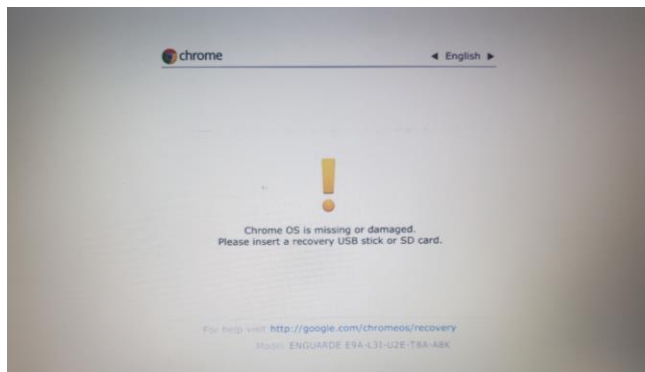 chrome
◄ English ►
Chrome OS is missing or damaged.
Please insert a recovery USB stick or SD card.
For help visit http://google.com/chromeos/recovery
Model: ENGUARDE E9A-L3I-U2E-T8A-A8K